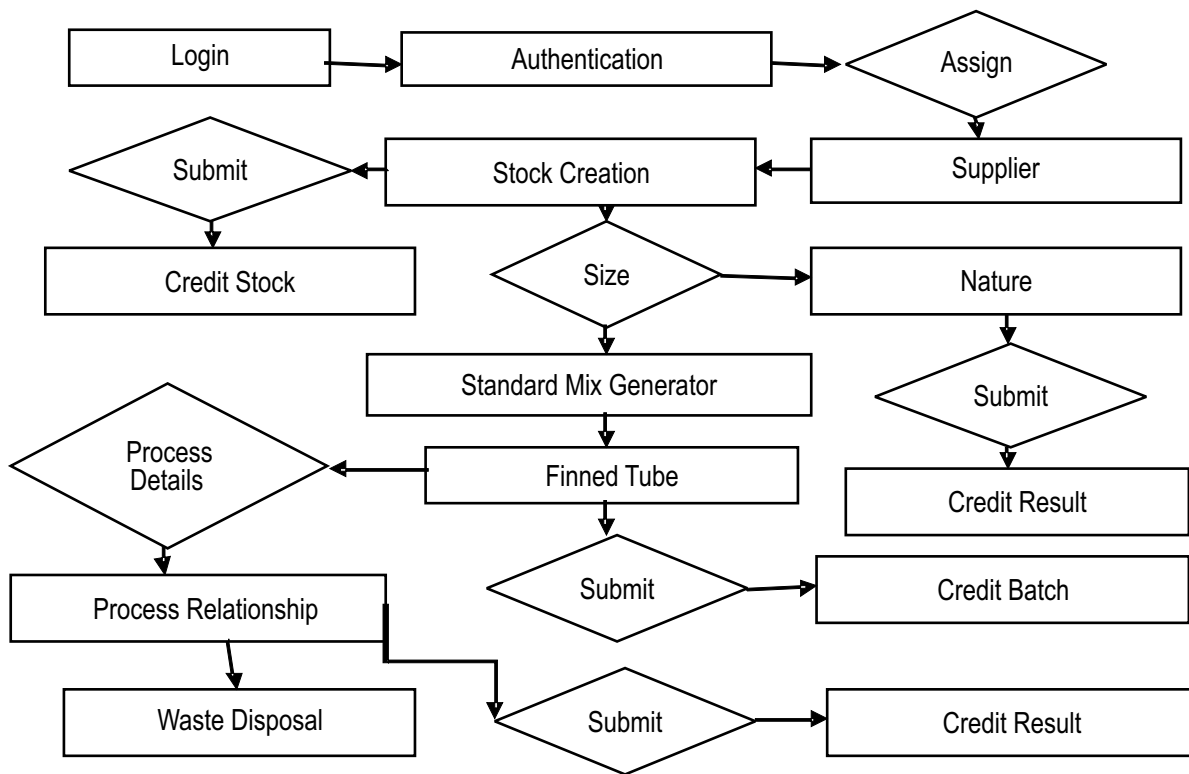 Login
Authentication
Assign
Submit
Stock Creation
Supplier
Credit Stock
Size
Nature
Standard Mix Generator
Submit
Process
Details
Finned Tube
Credit Result
Submit
Credit Batch
Process Relationship
Waste Disposal
Submit
Credit Result